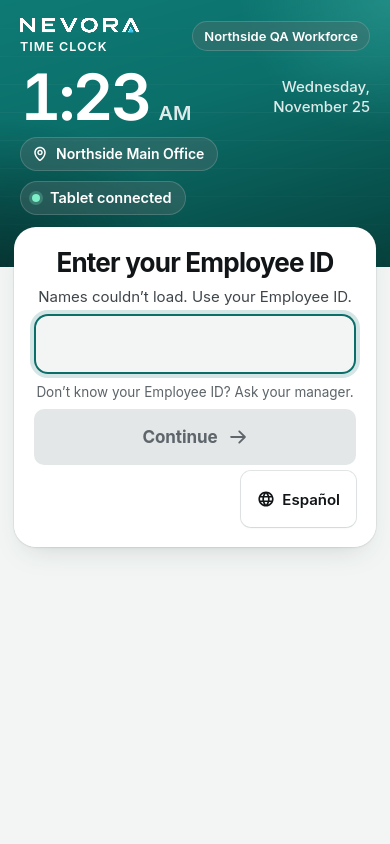 NEVORA
TIME CLOCK
Northside QA Workforce
1:23 AM
Wednesday,
November 25
Northside Main Office
Tablet connected
Enter your Employee ID
Names couldn’t load. Use your Employee ID.
Don’t know your Employee ID? Ask your manager.
Continue
Español